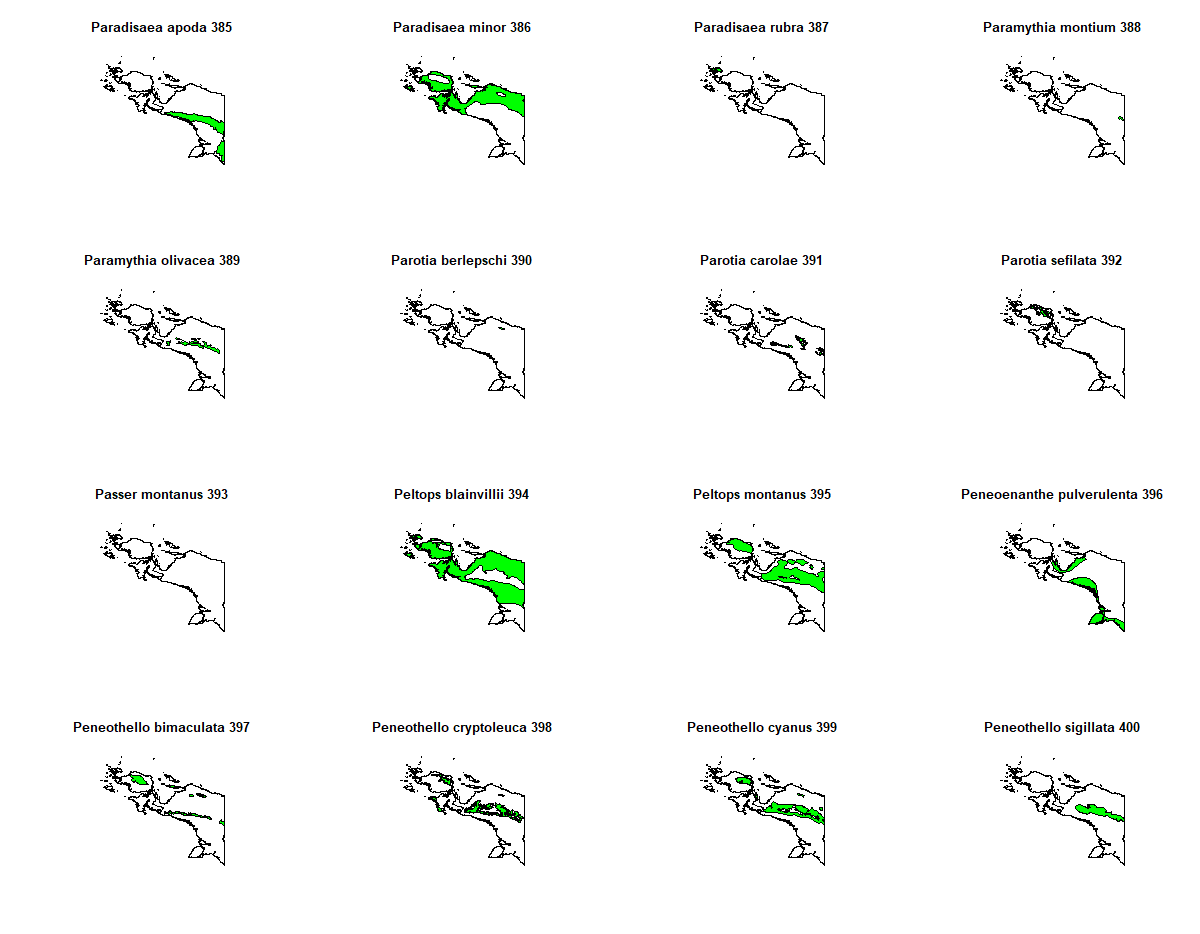 Paradisaea apoda 385
Paradisaea minor 386
Paradisaea rubra 387
Paramythia montium 388
Paramythia olivacea 389
Parotia berlepschi 390
Parotia carolae 391
Parotia sefilata 392
Passer montanus 393
Peltops blainvillii 394
Peltops montanus 395
Peneoenanthe pulverulenta 396
Peneothello bimaculata 397
Peneothello cryptoleuca 398
Peneothello cyanus 399
Peneothello sigillata 400